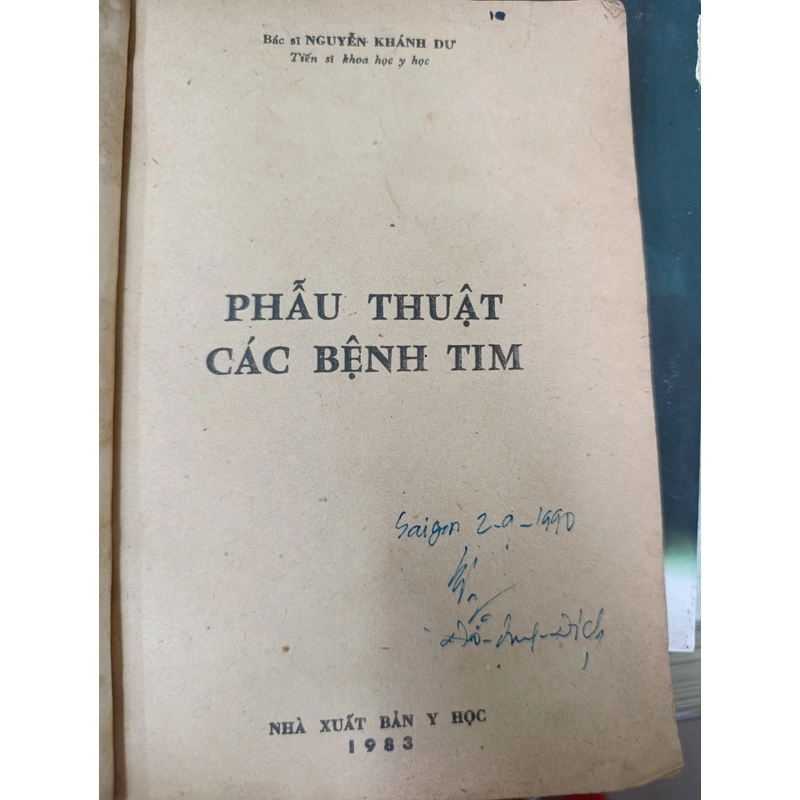 Bác sĩ NGUYỄN KHÁNH DƯ
Tiến sĩ khoa học y học
PHẪU THUẬT
CÁC BỆNH TIM
Saigon 2-9-1990
NHÀ XUẤT BẢN Y HỌC
1983